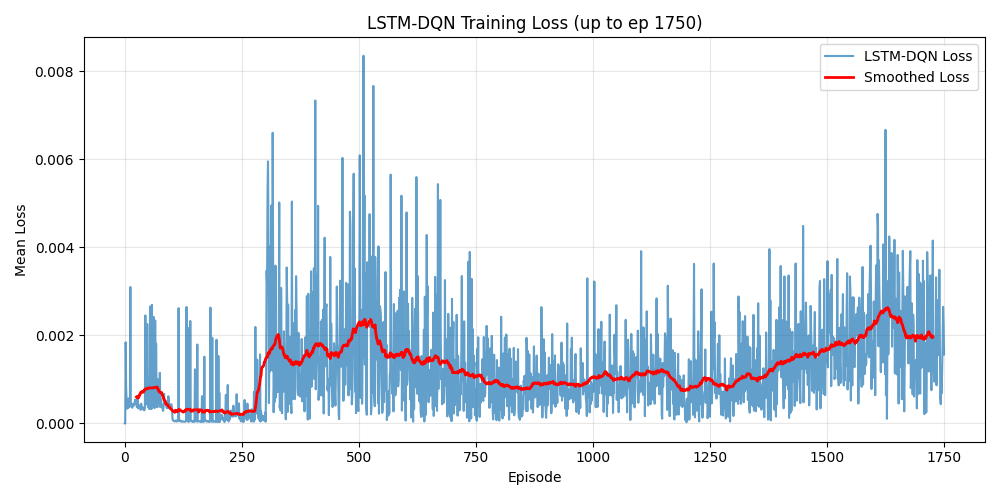 LSTM-DQN Training Loss (up to ep 1750)
LSTM-DQN Loss
Smoothed Loss
Mean Loss
0.008
0.006
0.004
0.002
0.000
0 250 500 750 1000 1250 1500 1750
Episode